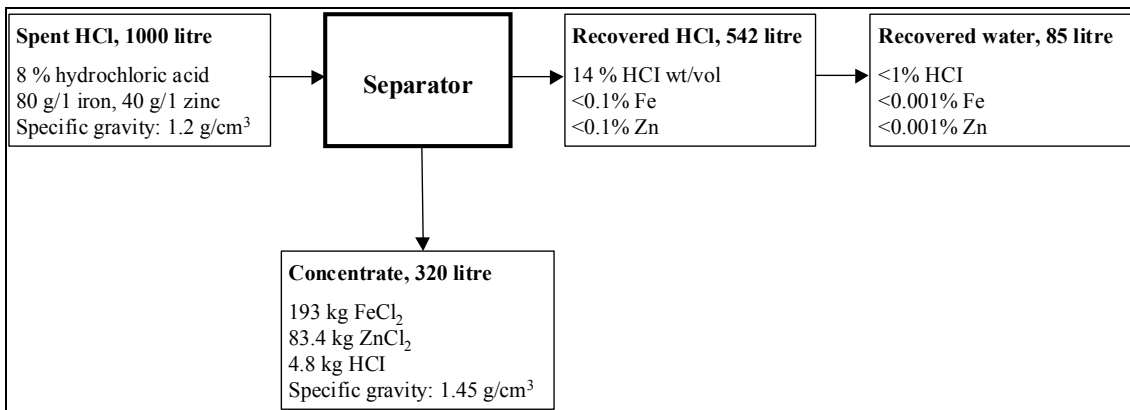 Spent HCl, 1000 litre
8 % hydrochloric acid
80 g/1 iron, 40 g/1 zinc
Specific gravity: 1.2 g/cm³
Separator
Recovered HCl, 542 litre
14 % HCI wt/vol
<0.1% Fe
<0.1% Zn
Recovered water, 85 litre
<1% HCI
<0.001% Fe
<0.001% Zn
Concentrate, 320 litre
193 kg FeCl₂
83.4 kg ZnCl₂
4.8 kg HCI
Specific gravity: 1.45 g/cm³